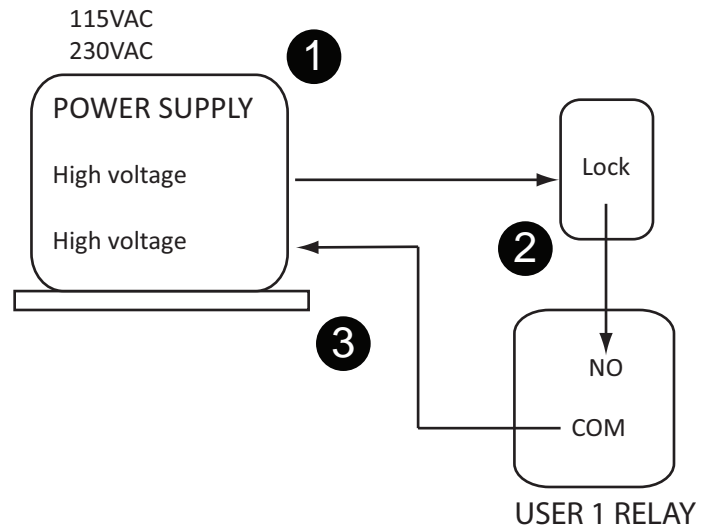 115VAC
230VAC
1
POWER SUPPLY
High voltage
Lock
High voltage
2
3
NO
COM
USER 1 RELAY